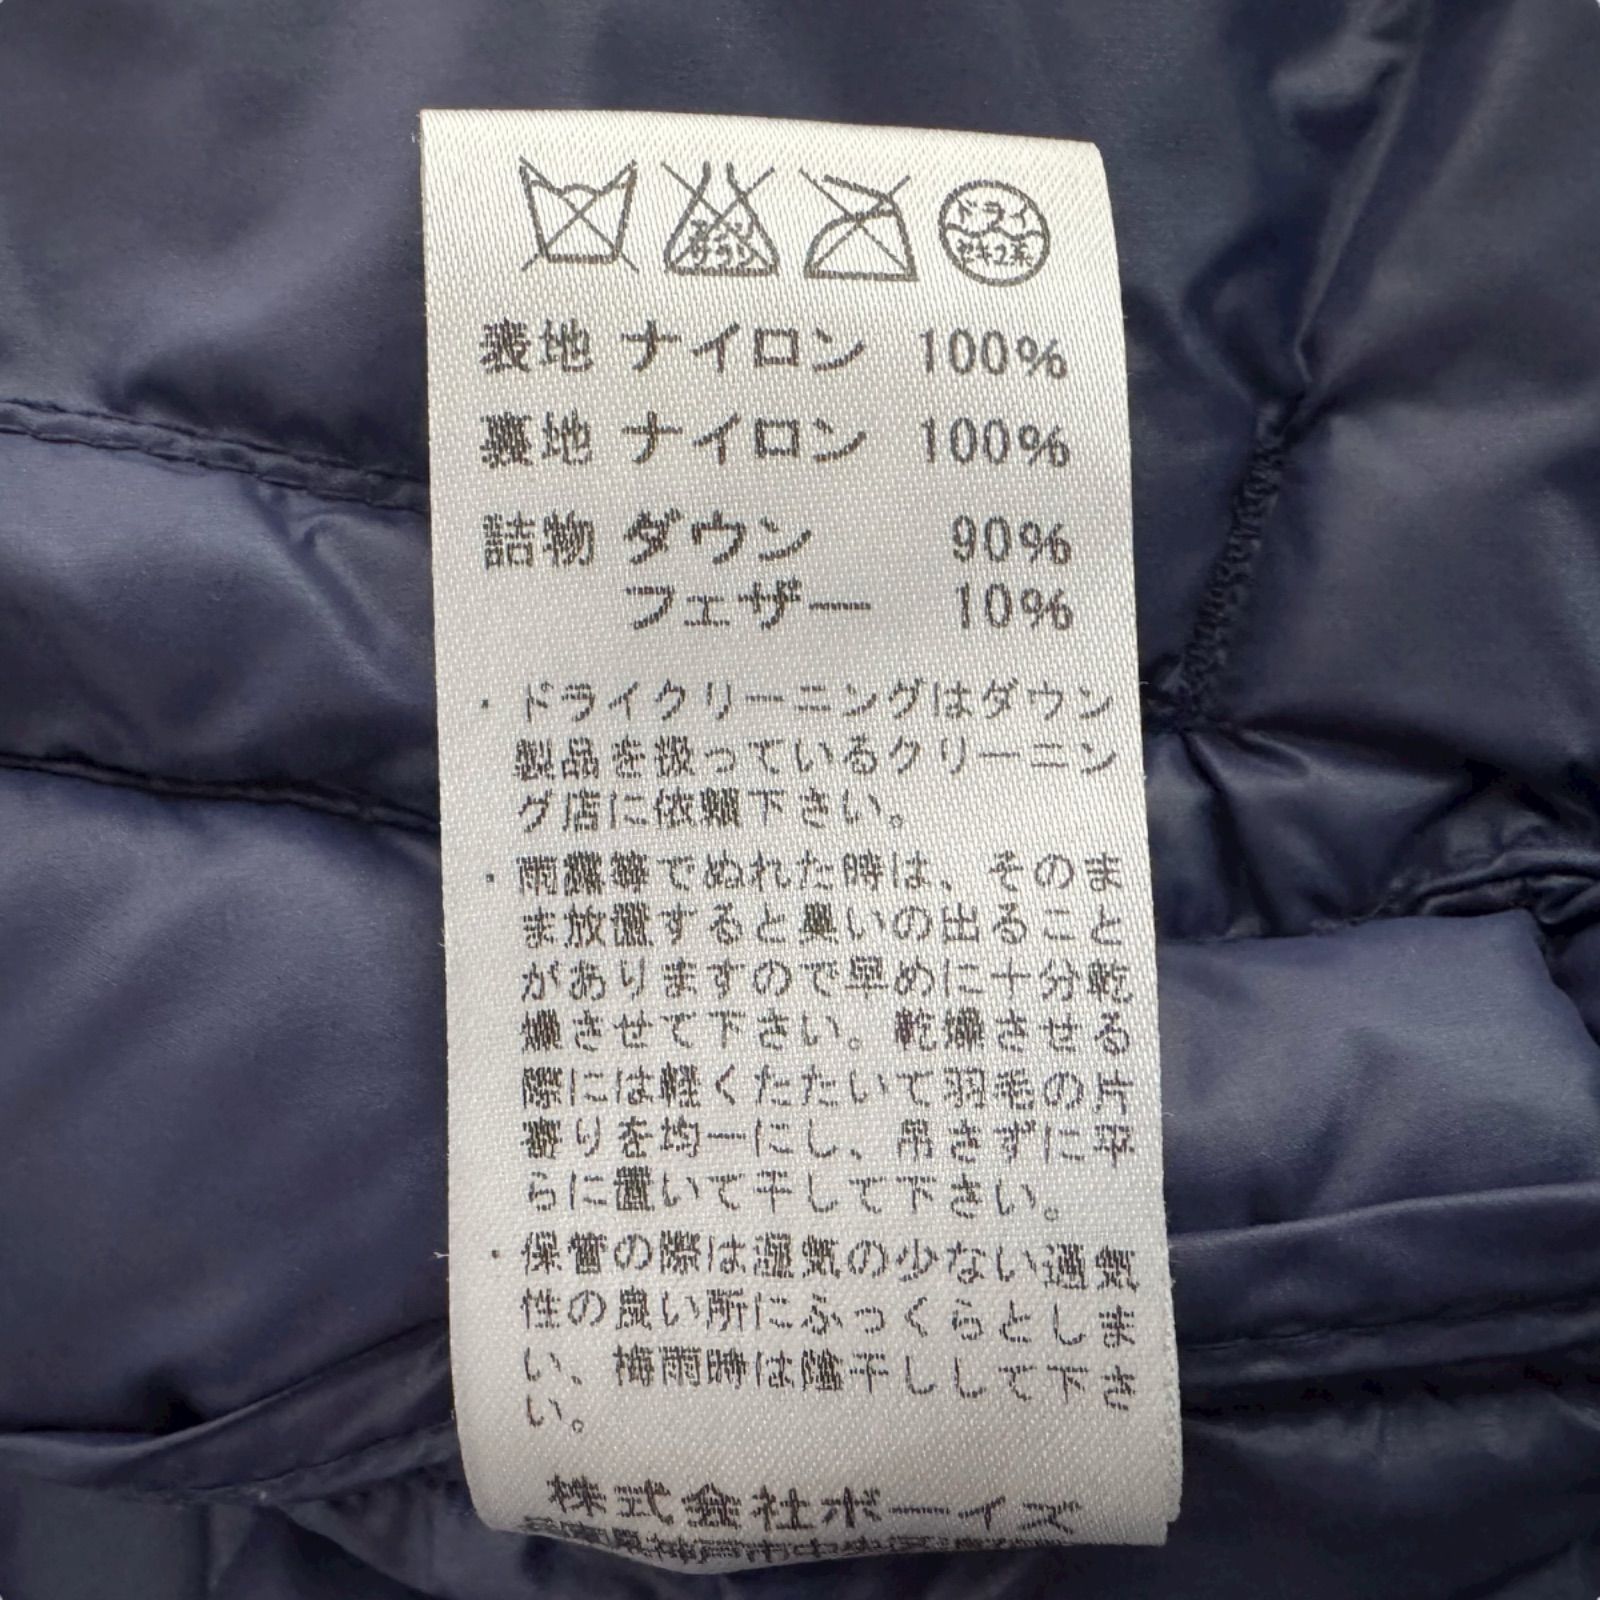 エンソサラシ
ドライ
セキユ系
表地 ナイロン 100%
裏地 ナイロン 100%
詰物 ダウン 90%
フェザー 10%
・ドライクリーニングはダウン
製品を扱っているクリーニン
グ店に依頼下さい。
・雨露等でぬれた時は、そのま
ま放置すると臭いの出ること
がありますので早めに十分乾
燥させて下さい。乾燥させる
際には軽くたたいて羽毛の片
寄りを均一にし、吊さずに平
らに置いて干して下さい。
・保管の際は湿気の少ない通気
性の良い所にふっくらとしま
い、梅雨時は陰干しして下さ
い。
株式会社ボーイズ